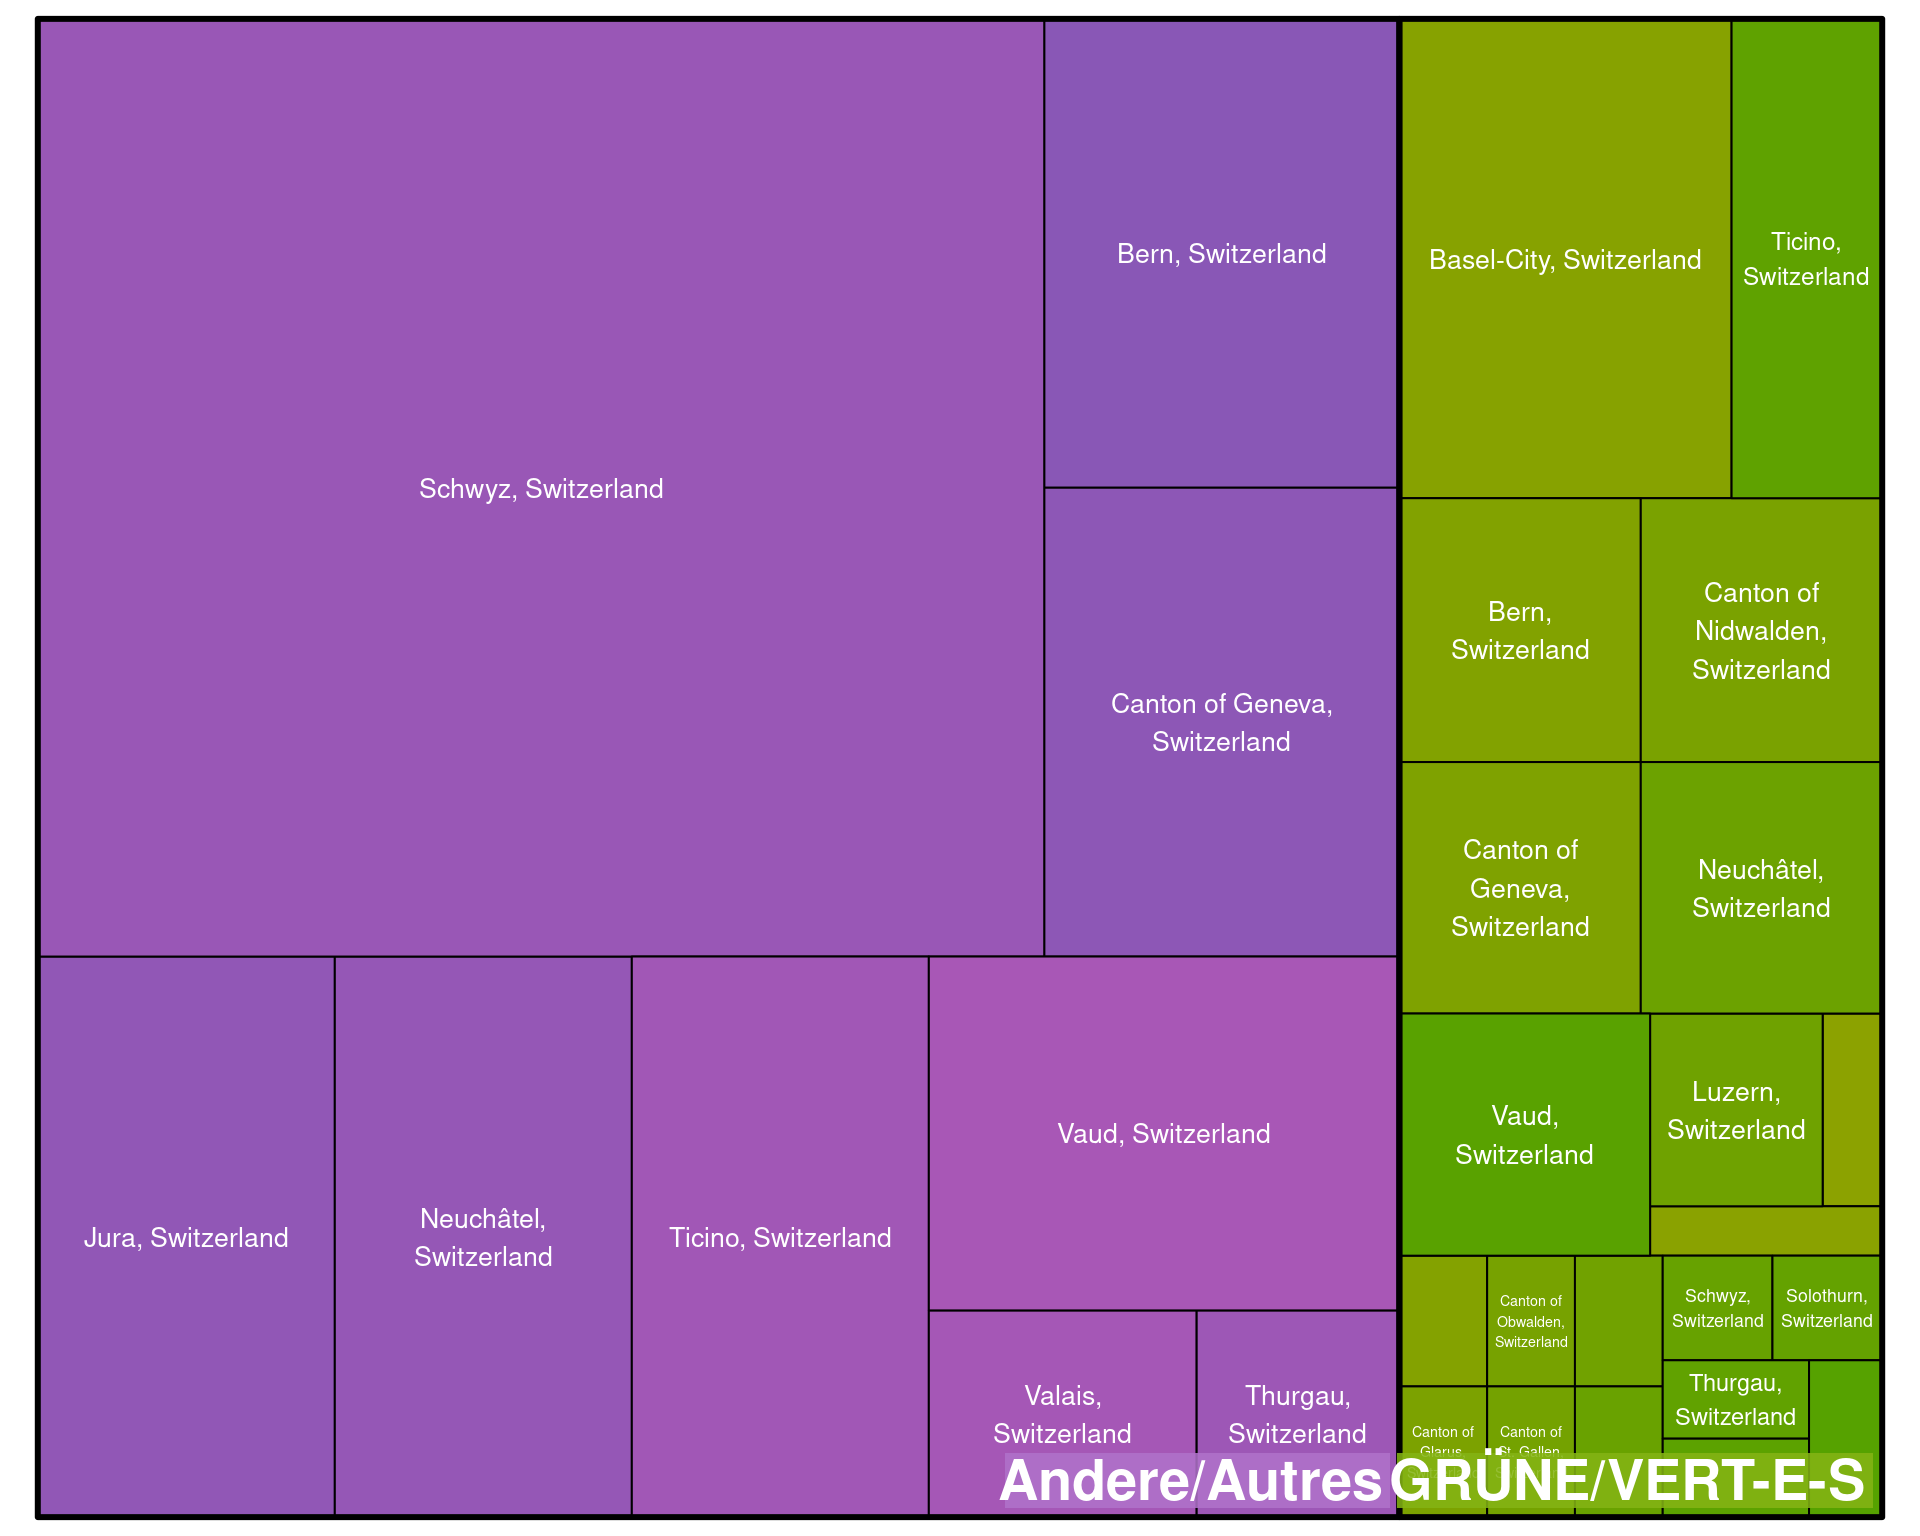 Schwyz, Switzerland
Bern, Switzerland
Canton of Geneva,
Switzerland
Jura, Switzerland
Neuchâtel,
Switzerland
Ticino, Switzerland
Vaud, Switzerland
Valais,
Switzerland
Thurgau,
Switzerland
Andere/Autres
Basel-City, Switzerland
Ticino,
Switzerland
Bern,
Switzerland
Canton of
Nidwalden,
Switzerland
Canton of
Geneva,
Switzerland
Neuchâtel,
Switzerland
Vaud,
Switzerland
Luzern,
Switzerland
Canton of
Obwalden,
Switzerland
Schwyz,
Switzerland
Solothurn,
Switzerland
Thurgau,
Switzerland
Canton of
Glarus,
Canton of
St. Gallen,
GRÜNE/VERT-E-S